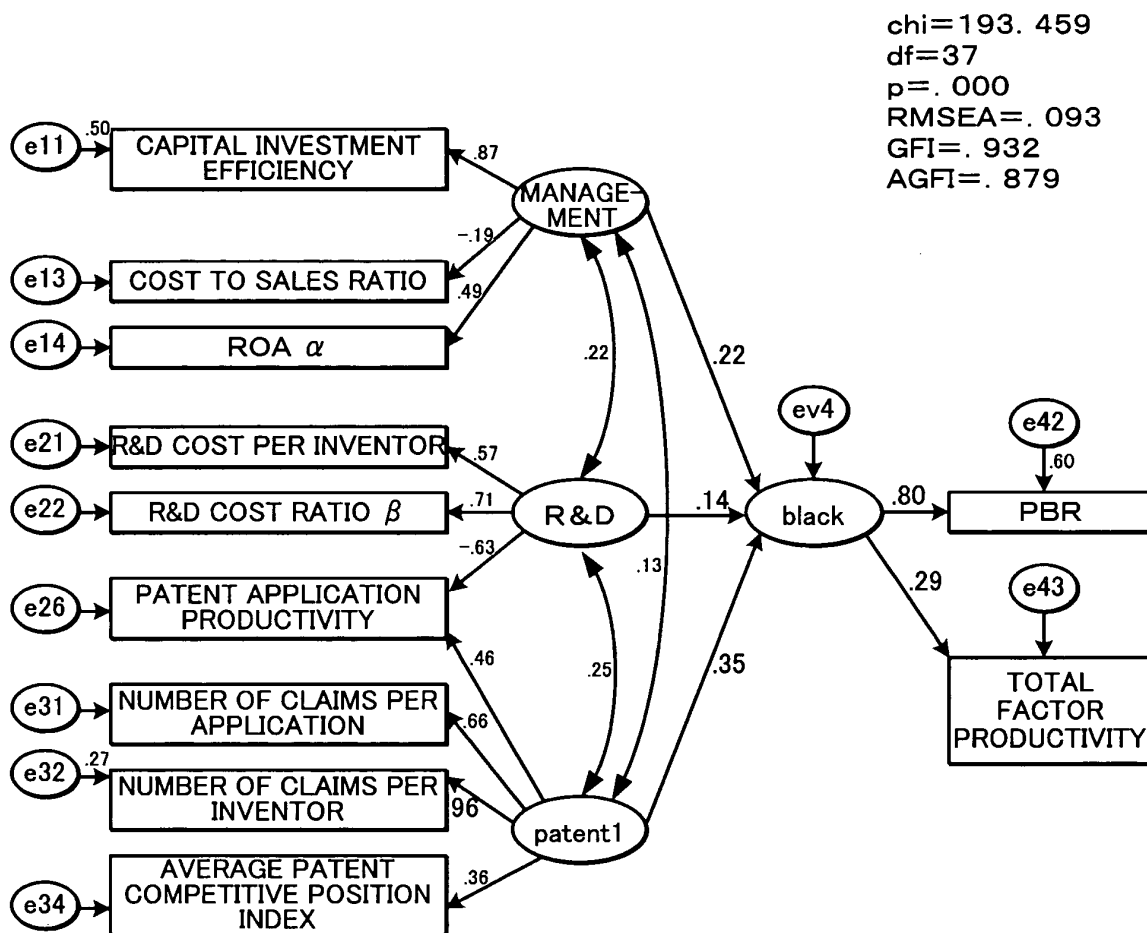 chi=193. 459
df=37
p=. 000
RMSEA=. 093
GFI=. 932
AGFI=. 879
e11
.50
CAPITAL INVESTMENT
EFFICIENCY
.87
MANAGE-
MENT
e13
COST TO SALES RATIO
-.19
e14
ROA α
.49
.22
.22
e21
R&D COST PER INVENTOR
.57
e22
R&D COST RATIO β
.71
R&D
.14
ev4
black
.80
e42
.60
PBR
e26
PATENT APPLICATION
PRODUCTIVITY
-.63
.13
.29
e43
.46
.25
.35
TOTAL
FACTOR
PRODUCTIVITY
e31
NUMBER OF CLAIMS PER
APPLICATION
.66
e32
.27
NUMBER OF CLAIMS PER
INVENTOR
.96
patent1
e34
AVERAGE PATENT
COMPETITIVE POSITION
INDEX
.36